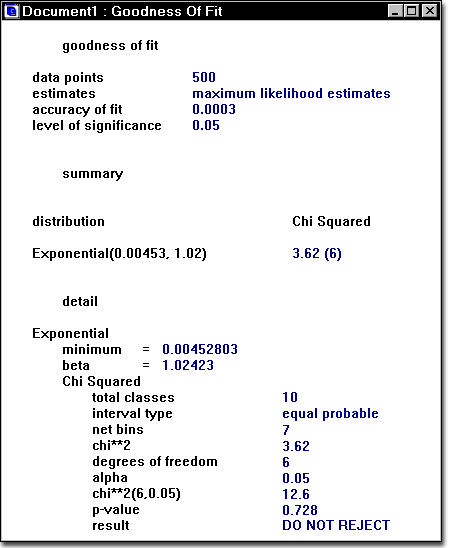 Document1 : Goodness Of Fit
goodness of fit
data points 500
estimates maximum likelihood estimates
accuracy of fit 0.0003
level of significance 0.05
summary
distribution Chi Squared
Exponential(0.00453, 1.02) 3.62 (6)
detail
Exponential
minimum = 0.00452803
beta = 1.02423
Chi Squared
total classes 10
interval type equal probable
net bins 7
chi**2 3.62
degrees of freedom 6
alpha 0.05
chi**2(6,0.05) 12.6
p-value 0.728
result DO NOT REJECT